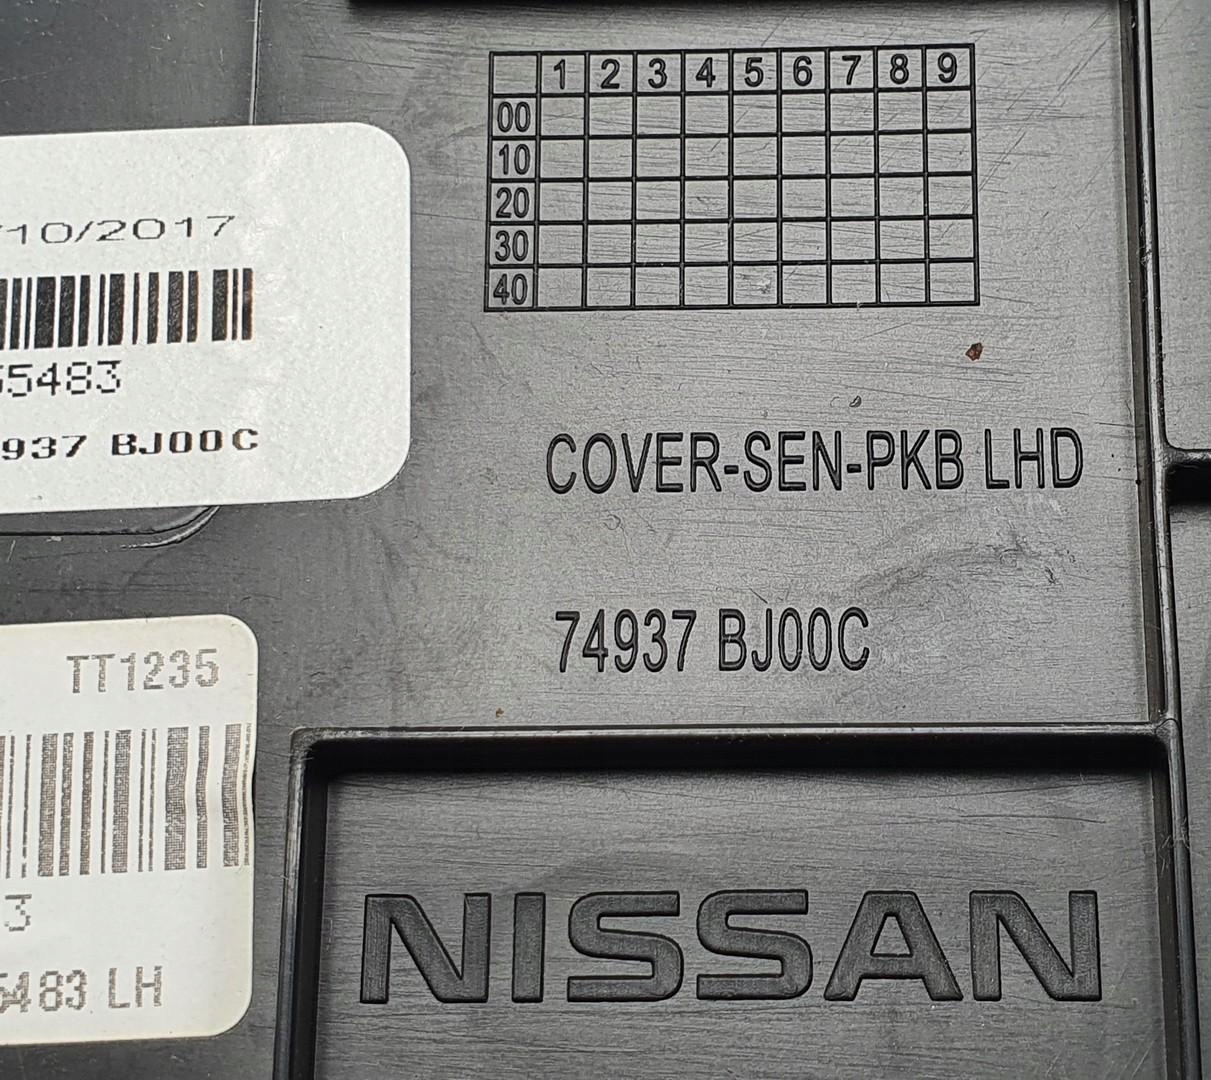 1 2 3 4 5 6 7 8 9
00
10
20
30
40
/10/2017
55483
937 BJ00C
COVER-SEN-PKB LHD
74937 BJ00C
TT1235
3
5483 LH
NISSAN